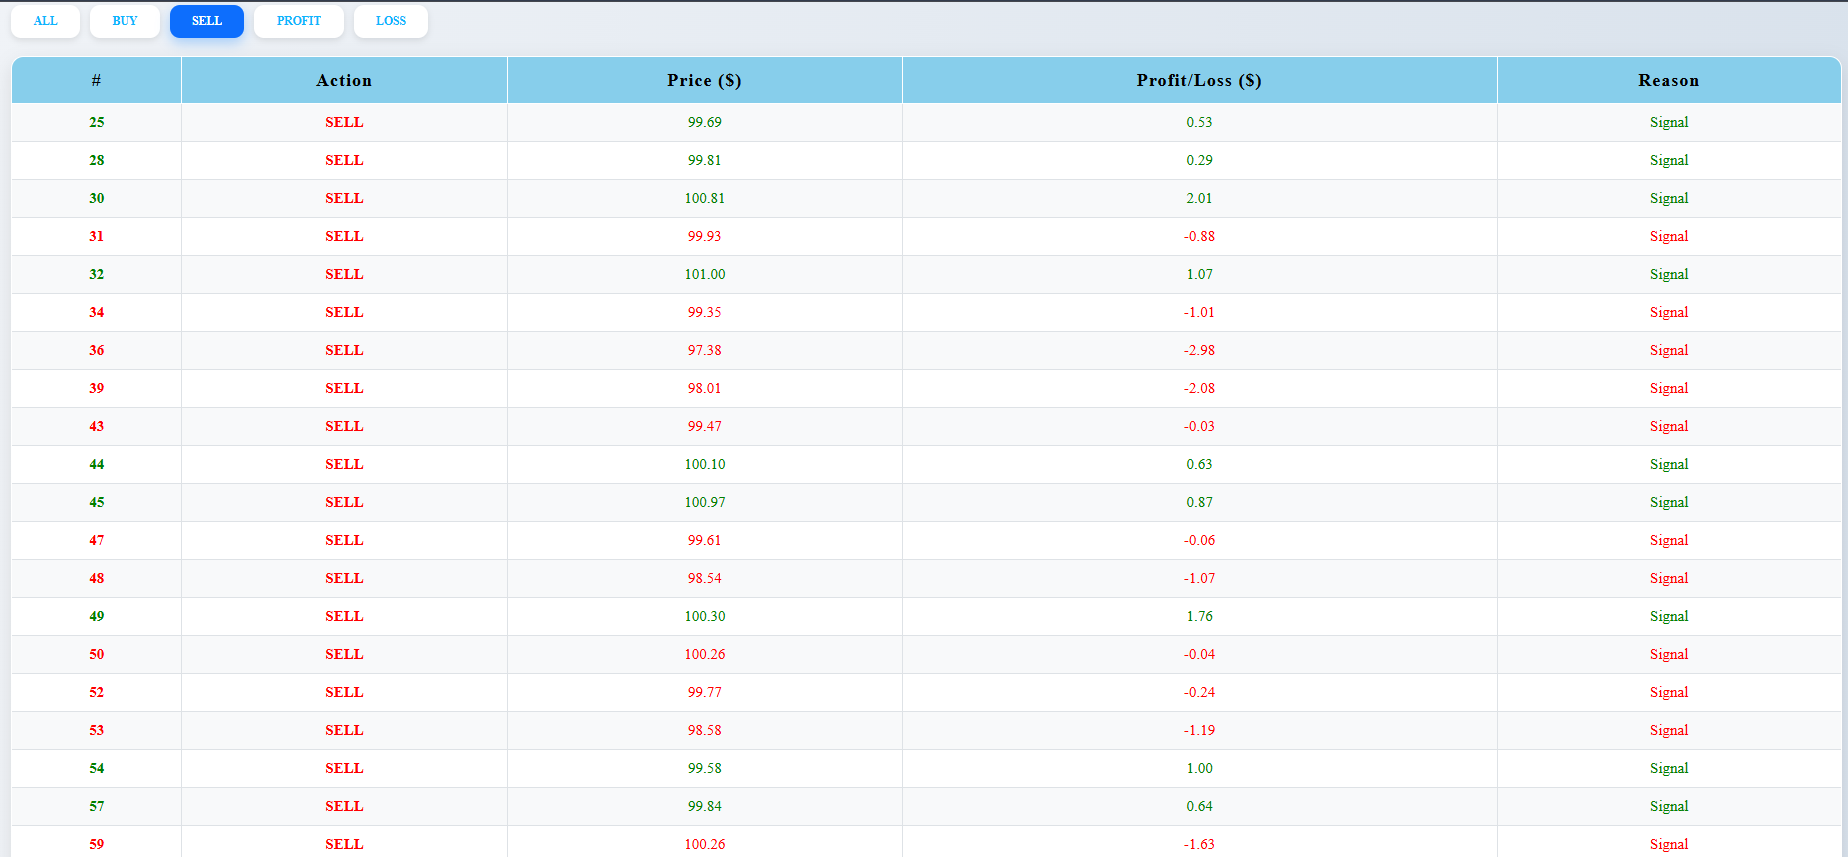 ALL BUY SELL PROFIT LOSS
# Action Price ($) Profit/Loss ($) Reason
25 SELL 99.69 0.53 Signal
28 SELL 99.81 0.29 Signal
30 SELL 100.81 2.01 Signal
31 SELL 99.93 -0.88 Signal
32 SELL 101.00 1.07 Signal
34 SELL 99.35 -1.01 Signal
36 SELL 97.38 -2.98 Signal
39 SELL 98.01 -2.08 Signal
43 SELL 99.47 -0.03 Signal
44 SELL 100.10 0.63 Signal
45 SELL 100.97 0.87 Signal
47 SELL 99.61 -0.06 Signal
48 SELL 98.54 -1.07 Signal
49 SELL 100.30 1.76 Signal
50 SELL 100.26 -0.04 Signal
52 SELL 99.77 -0.24 Signal
53 SELL 98.58 -1.19 Signal
54 SELL 99.58 1.00 Signal
57 SELL 99.84 0.64 Signal
59 SELL 100.26 -1.63 Signal